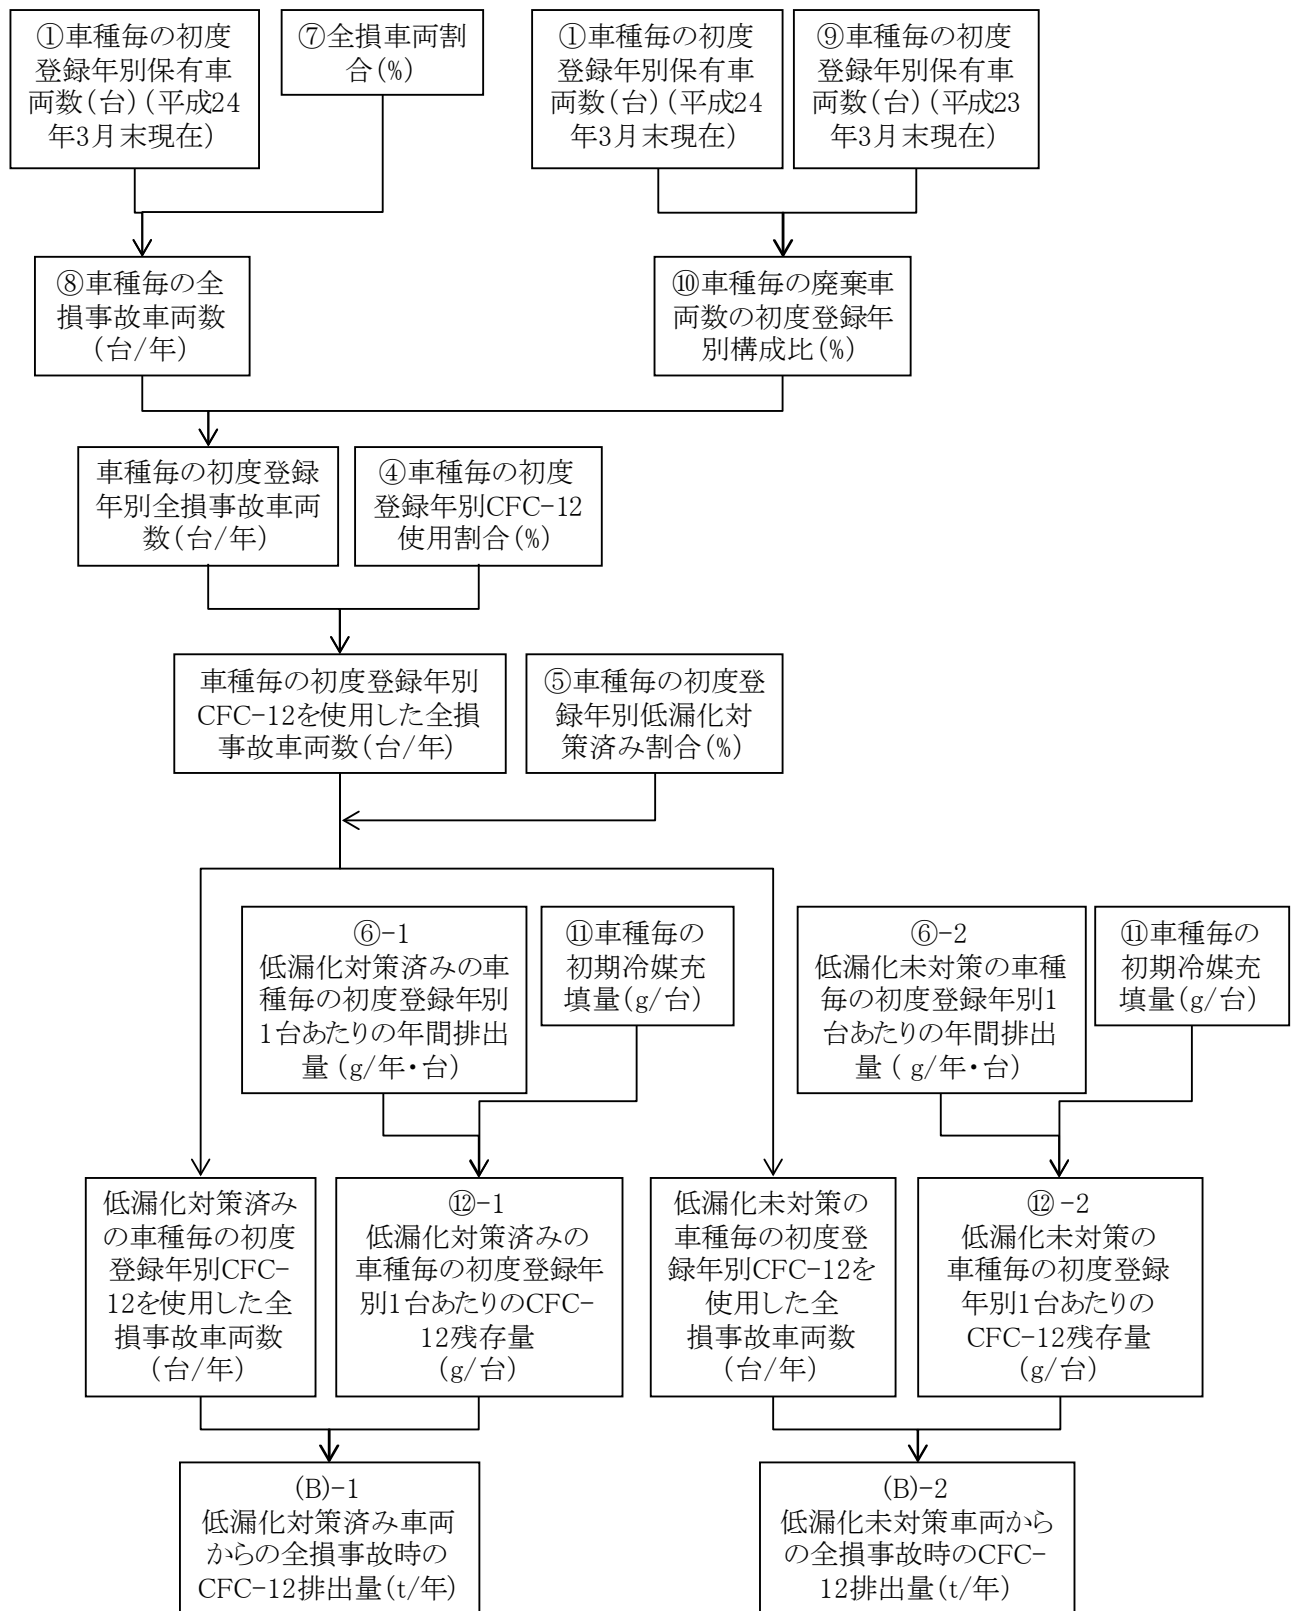 ①車種毎の初度
登録年別保有車
両数(台)(平成24
年3月末現在)
⑦全損車両割
合(%)
①車種毎の初度
登録年別保有車
両数(台)(平成24
年3月末現在)
⑨車種毎の初度
登録年別保有車
両数(台)(平成23
年3月末現在)
⑧車種毎の全
損事故車両数
(台/年)
⑩車種毎の廃棄車
両数の初度登録年
別構成比(%)
車種毎の初度登録
年別全損事故車両
数(台/年)
④車種毎の初度
登録年別CFC-12
使用割合(%)
車種毎の初度登録年別
CFC-12を使用した全損
事故車両数(台/年)
⑤車種毎の初度登
録年別低漏化対
策済み割合(%)
⑥-1
低漏化対策済みの車
種毎の初度登録年別
1台あたりの年間排出
量(g/年・台)
⑪車種毎の
初期冷媒充
填量(g/台)
⑥-2
低漏化未対策の車種
毎の初度登録年別1
台あたりの年間排出
量( g/年・台)
⑪車種毎の
初期冷媒充
填量(g/台)
低漏化対策済み
の車種毎の初度
登録年別CFC-
12を使用した全
損事故車両数
(台/年)
⑫-1
低漏化対策済みの
車種毎の初度登録年
別1台あたりのCFC-
12残存量
(g/台)
低漏化未対策の
車種毎の初度登
録年別CFC-12を
使用した全
損事故車両数
(台/年)
⑫-2
低漏化未対策の
車種毎の初度登録
年別1台あたりの
CFC-12残存量
(g/台)
(B)-1
低漏化対策済み車両
からの全損事故時の
CFC-12排出量(t/年)
(B)-2
低漏化未対策車両から
の全損事故時のCFC-
12排出量(t/年)